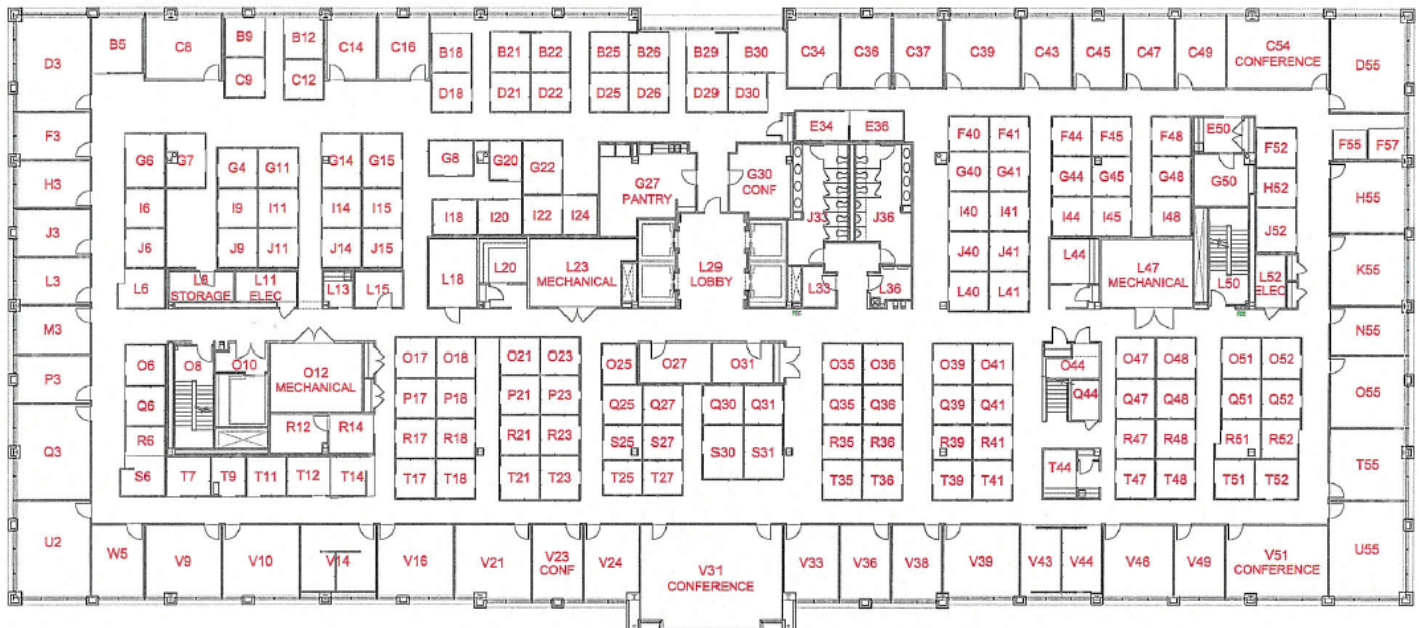 B5 C8 B9 B12 C14 C16 B18 B21 B22 B25 B26 B29 B30 C34 C36 C37 C39 C43 C45 C47 C49 C54
CONFERENCE
D3 C9 C12 D18 D21 D22 D25 D26 D29 D30 D55
F3 E34 E36 F40 F41 F44 F45 F48 E50 F52 F55 F57
G6 G7 G4 G11 G14 G15 G8 G20 G22 G27
PANTRY
G30
CONF
G40 G41 G44 G45 G48 G50
H3 H52 H55
I6 I9 I11 I14 I15 I18 I20 I22 I24 J33 J36 I40 I41 I44 I45 I48
J3 J6 J9 J11 J14 J15 J40 J41 J52
L3 L6 L8
STORAGE
L11
ELEC
L13 L15 L18 L20 L23
MECHANICAL
L29
LOBBY
L33 L36 L40 L41 L44 L47
MECHANICAL
L50 L52
ELEC
K55
M3 N55
O6 O8 O10 O12
MECHANICAL
O17 O18 O21 O23 O25 O27 O31 O35 O36 O39 O41 O44 O47 O48 O51 O52 O55
P3 P17 P18 P21 P23
Q3 Q6 Q25 Q27 Q30 Q31 Q35 Q36 Q39 Q41 Q44 Q47 Q48 Q51 Q52
R6 R12 R14 R17 R18 R21 R23 S25 S27 S30 S31 R35 R36 R39 R41 R47 R48 R51 R52
S6 T7 T9 T11 T12 T14 T17 T18 T21 T23 T25 T27 T35 T36 T39 T41 T44 T47 T48 T51 T52 T55
U2 W5 V9 V10 V14 V16 V21 V23
CONF
V24 V31
CONFERENCE
V33 V36 V38 V39 V43 V44 V46 V49 V51
CONFERENCE
U55